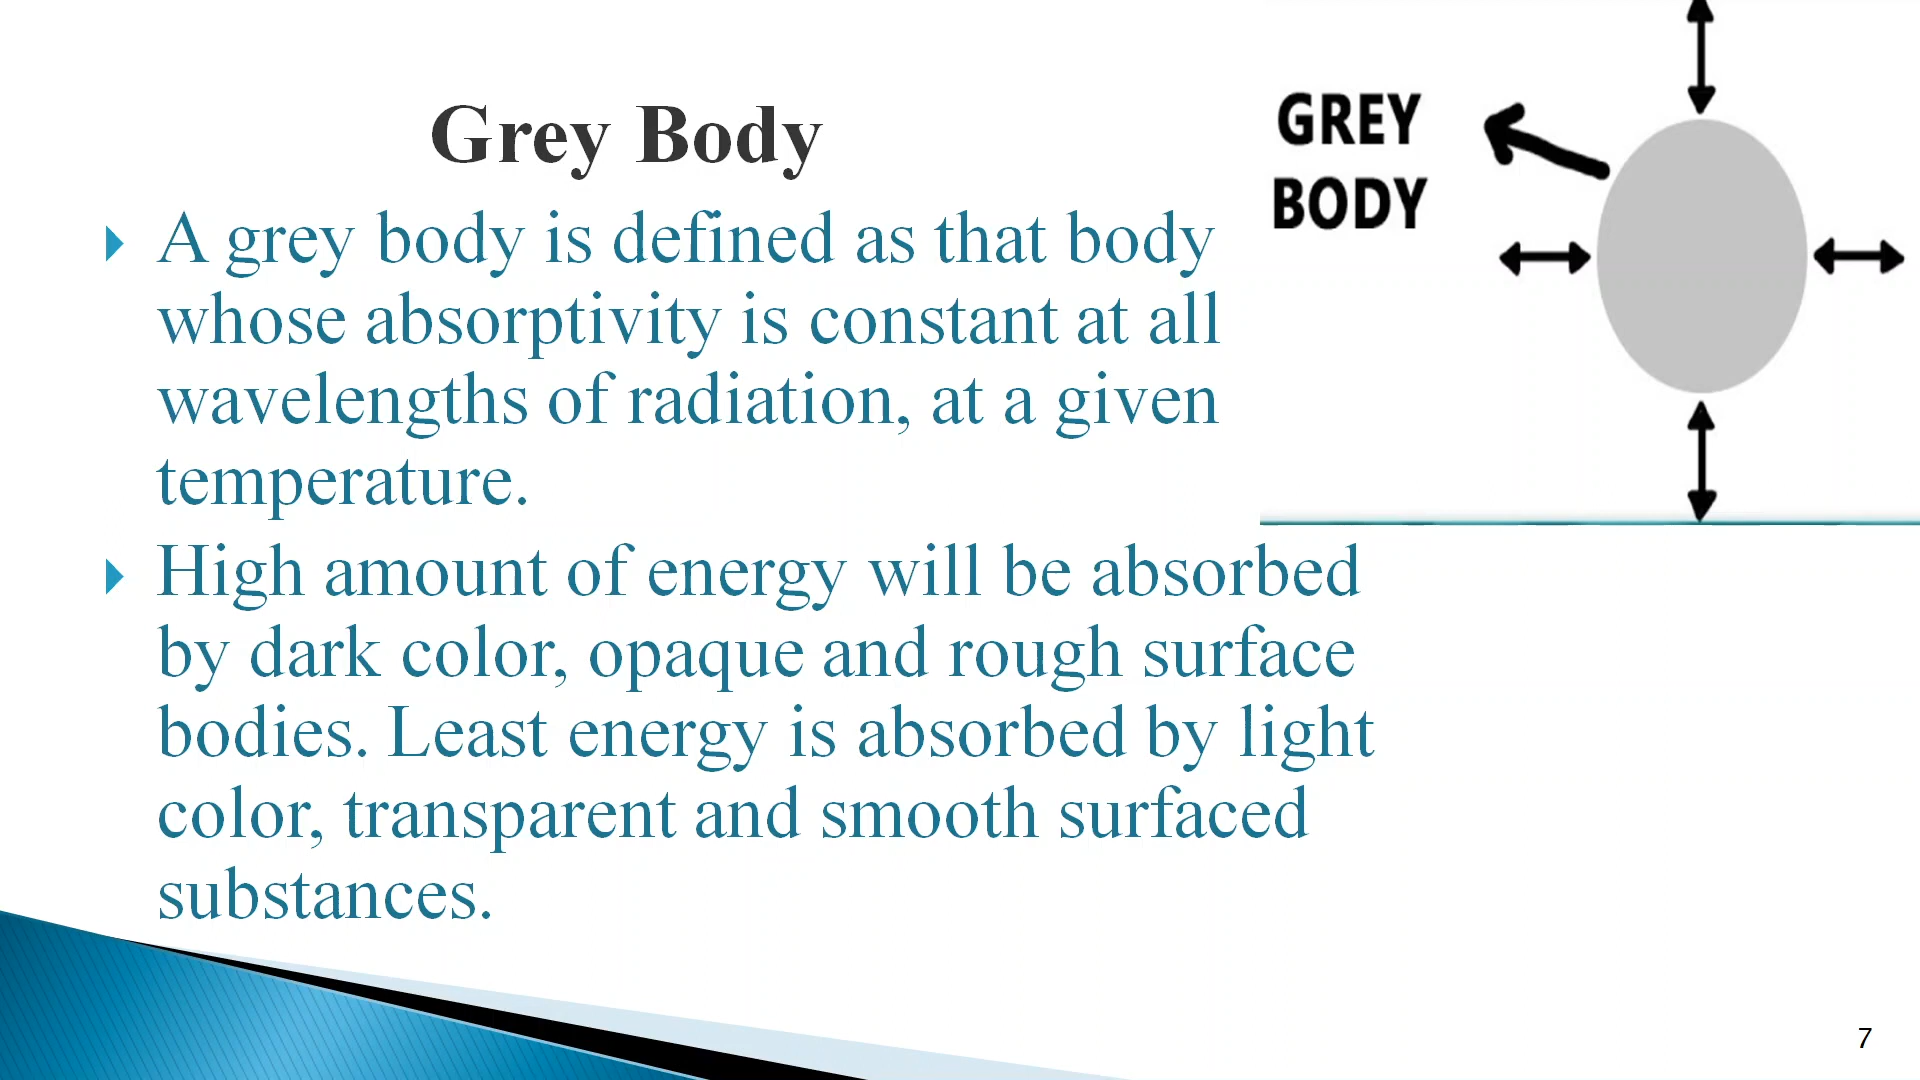 Grey Body
GREY
BODY
A grey body is defined as that body
whose absorptivity is constant at all
wavelengths of radiation, at a given
temperature.
High amount of energy will be absorbed
by dark color, opaque and rough surface
bodies. Least energy is absorbed by light
color, transparent and smooth surfaced
substances.
7